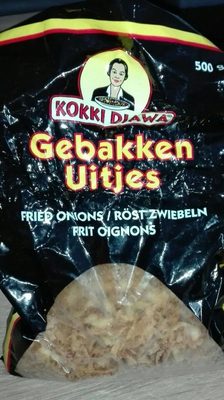 500 g
KOKKI DJAWA
Gebakken
Uitjes
FRIED ONIONS / RÖST ZWIEBELN
FRIT OIGNONS